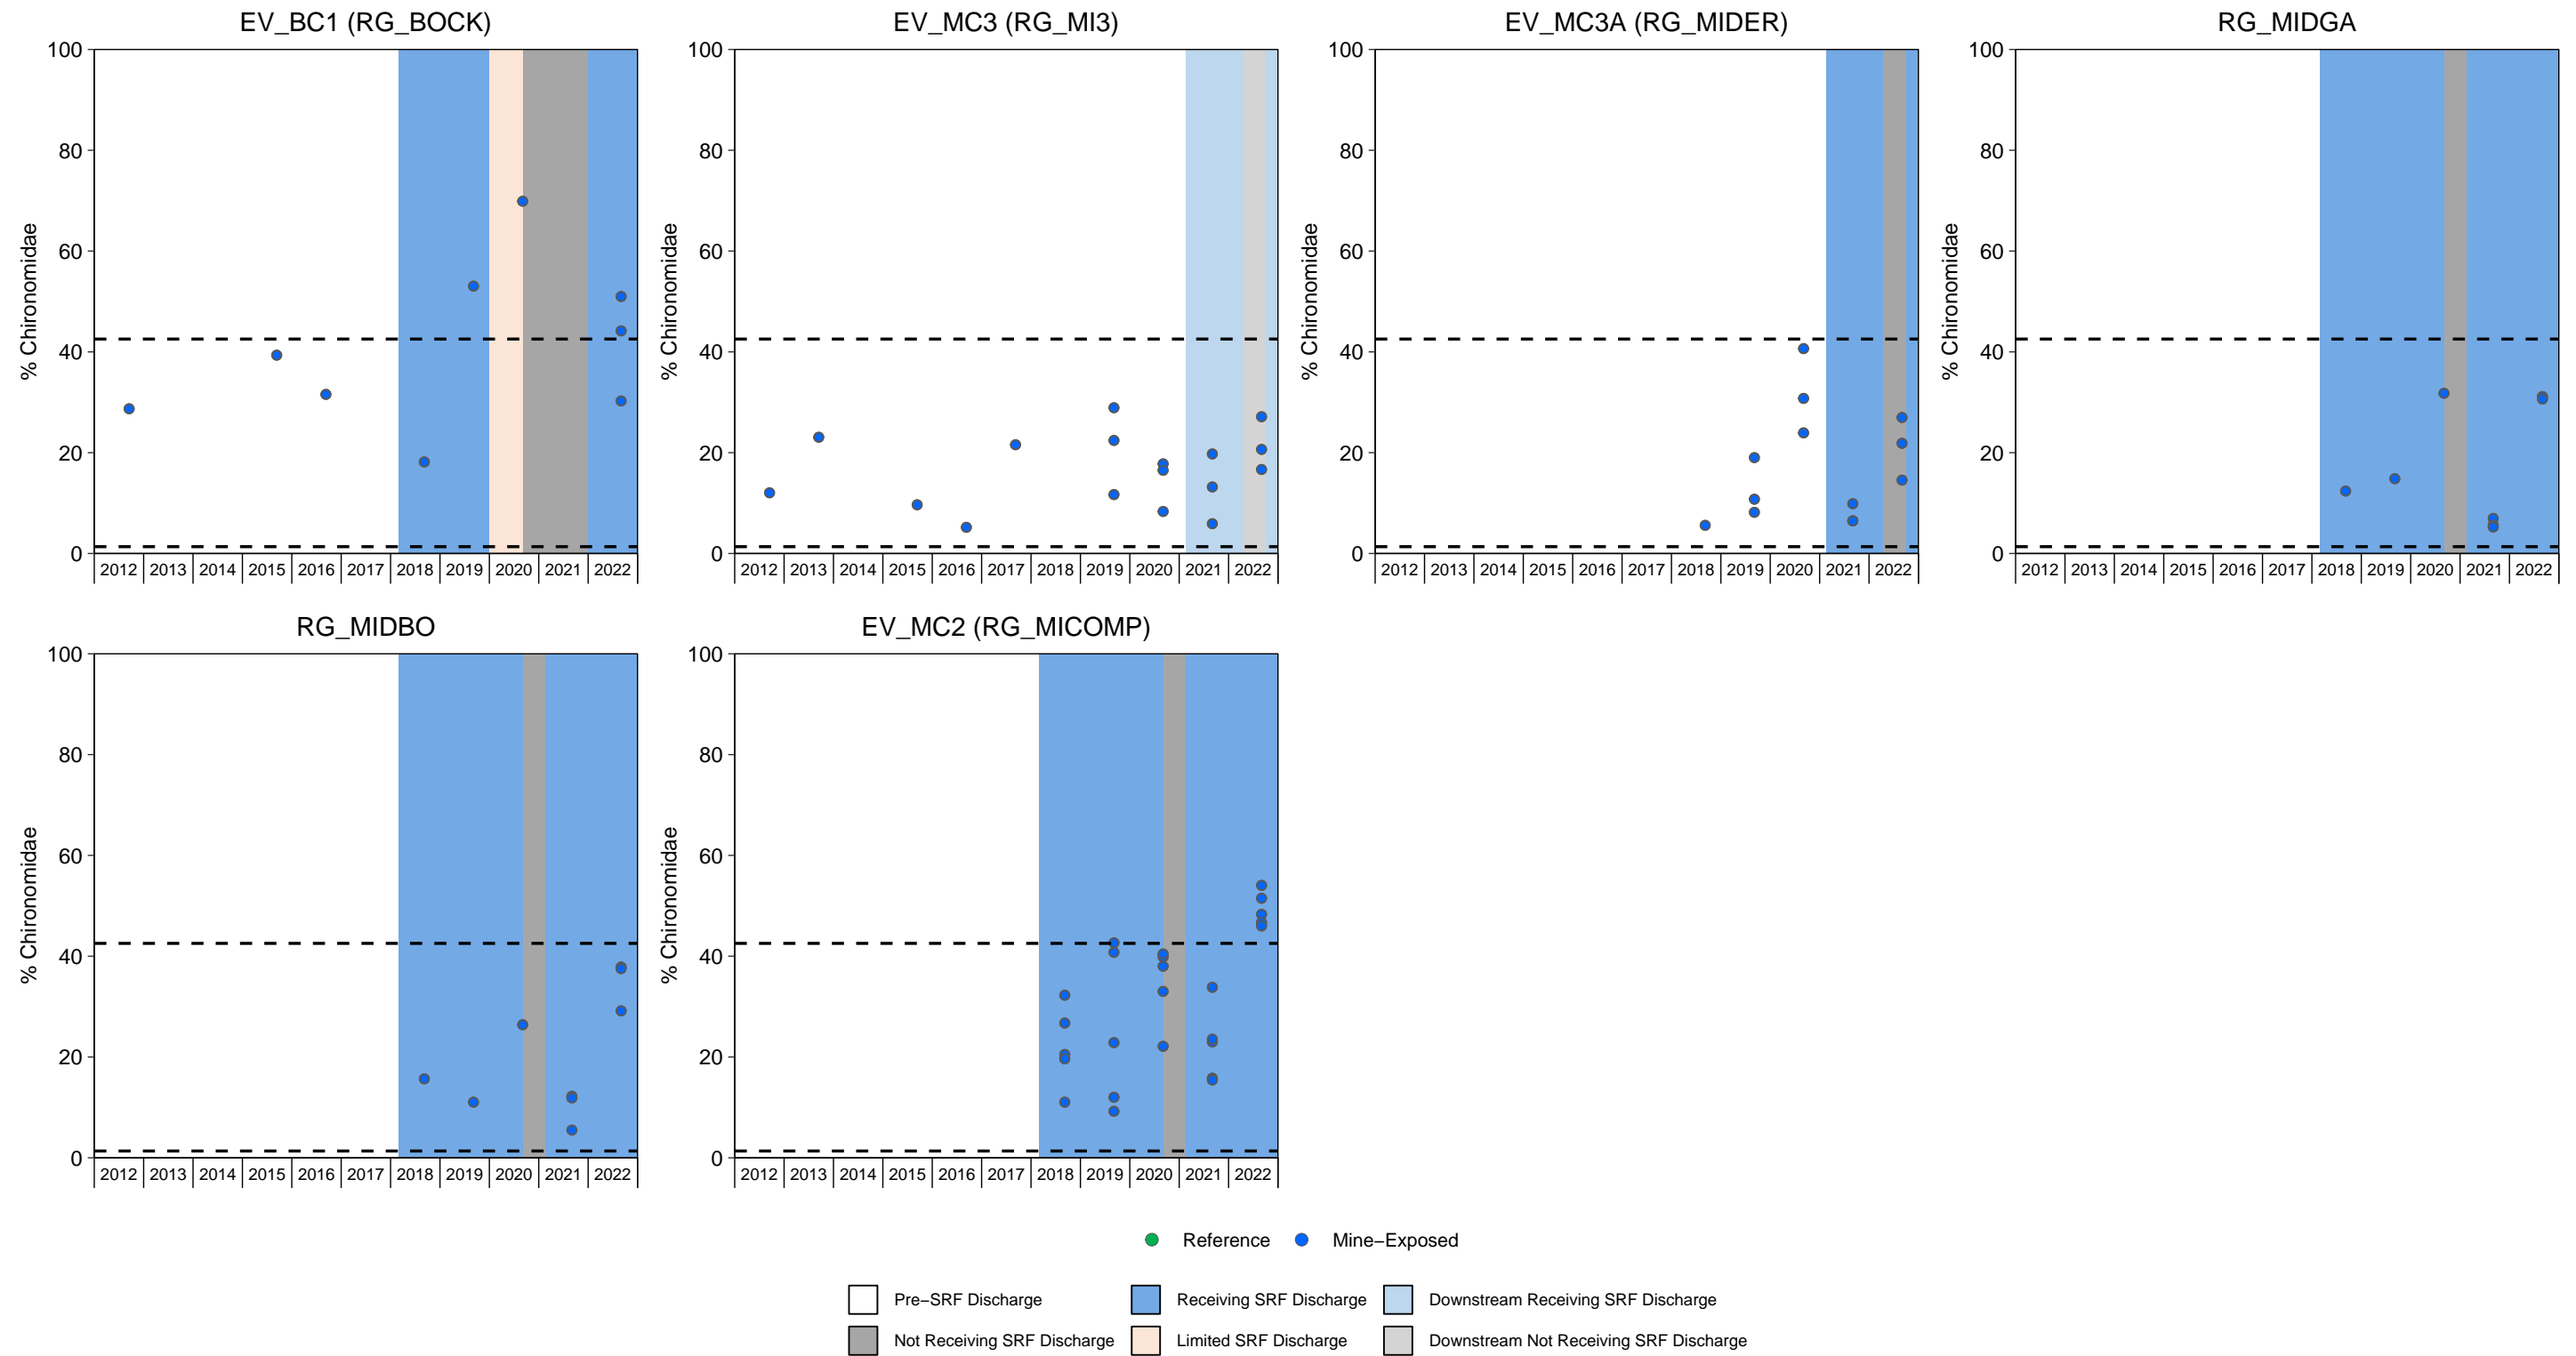 EV_BC1 (RG_BOCK) EV_MC3 (RG_MI3) EV_MC3A (RG_MIDER) RG_MIDGA
100 100 100 100
80 80 80 80
60 60 60 60
40 40 40 40
20 20 20 20
0 0 0 0
% Chironomidae % Chironomidae % Chironomidae % Chironomidae
2012 2013 2014 2015 2016 2017 2018 2019 2020 2021 2022 2012 2013 2014 2015 2016 2017 2018 2019 2020 2021 2022 2012 2013 2014 2015 2016 2017 2018 2019 2020 2021 2022 2012 2013 2014 2015 2016 2017 2018 2019 2020 2021 2022
RG_MIDBO EV_MC2 (RG_MICOMP)
100 100
80 80
60 60
40 40
20 20
0 0
% Chironomidae % Chironomidae
2012 2013 2014 2015 2016 2017 2018 2019 2020 2021 2022 2012 2013 2014 2015 2016 2017 2018 2019 2020 2021 2022
Reference Mine−Exposed
Pre−SRF Discharge Receiving SRF Discharge Downstream Receiving SRF Discharge
Not Receiving SRF Discharge Limited SRF Discharge Downstream Not Receiving SRF Discharge